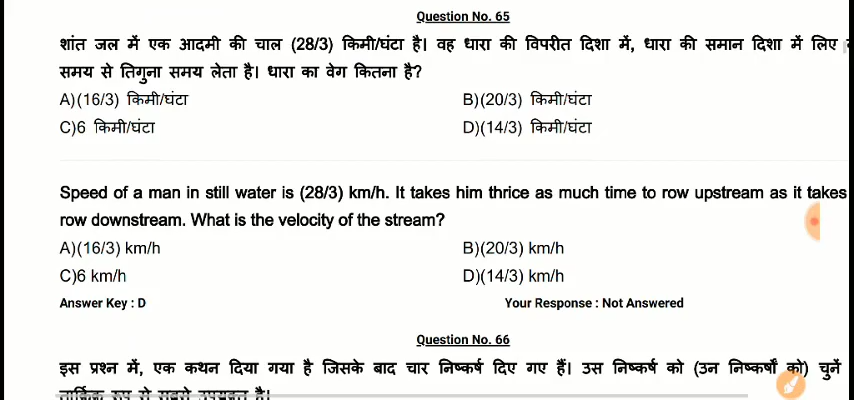 Question No. 65
शांत जल में एक आदमी की चाल (28/3) किमी/घंटा है। वह धारा की विपरीत दिशा में, धारा की समान दिशा में लिए
समय से तिगुना समय लेता है। धारा का वेग कितना है?
A)(16/3) किमी/घंटा
B)(20/3) किमी/घंटा
C)6 किमी/घंटा
D)(14/3) किमी/घंटा
Speed of a man in still water is (28/3) km/h. It takes him thrice as much time to row upstream as it takes
row downstream. What is the velocity of the stream?
A)(16/3) km/h
B)(20/3) km/h
C)6 km/h
D)(14/3) km/h
Answer Key : D
Your Response : Not Answered
Question No. 66
इस प्रश्न में, एक कथन दिया गया है जिसके बाद चार निष्कर्ष दिए गए हैं। उस निष्कर्ष को (उन निष्कर्षों को) चुनें
तार्किक रूप से सबसे उपयुक्त है।